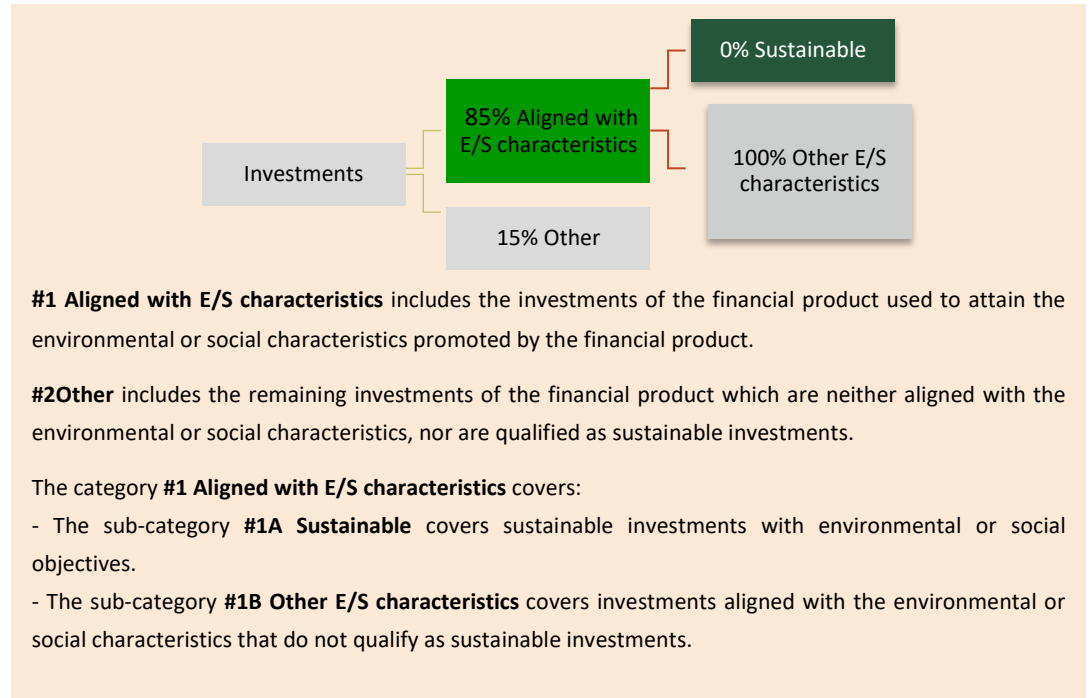 0% Sustainable
85% Aligned with
E/S characteristics
100% Other E/S
characteristics
Investments
15% Other
#1 Aligned with E/S characteristics includes the investments of the financial product used to attain the
environmental or social characteristics promoted by the financial product.
#2Other includes the remaining investments of the financial product which are neither aligned with the
environmental or social characteristics, nor are qualified as sustainable investments.
The category #1 Aligned with E/S characteristics covers:
- The sub-category #1A Sustainable covers sustainable investments with environmental or social
objectives.
- The sub-category #1B Other E/S characteristics covers investments aligned with the environmental or
social characteristics that do not qualify as sustainable investments.